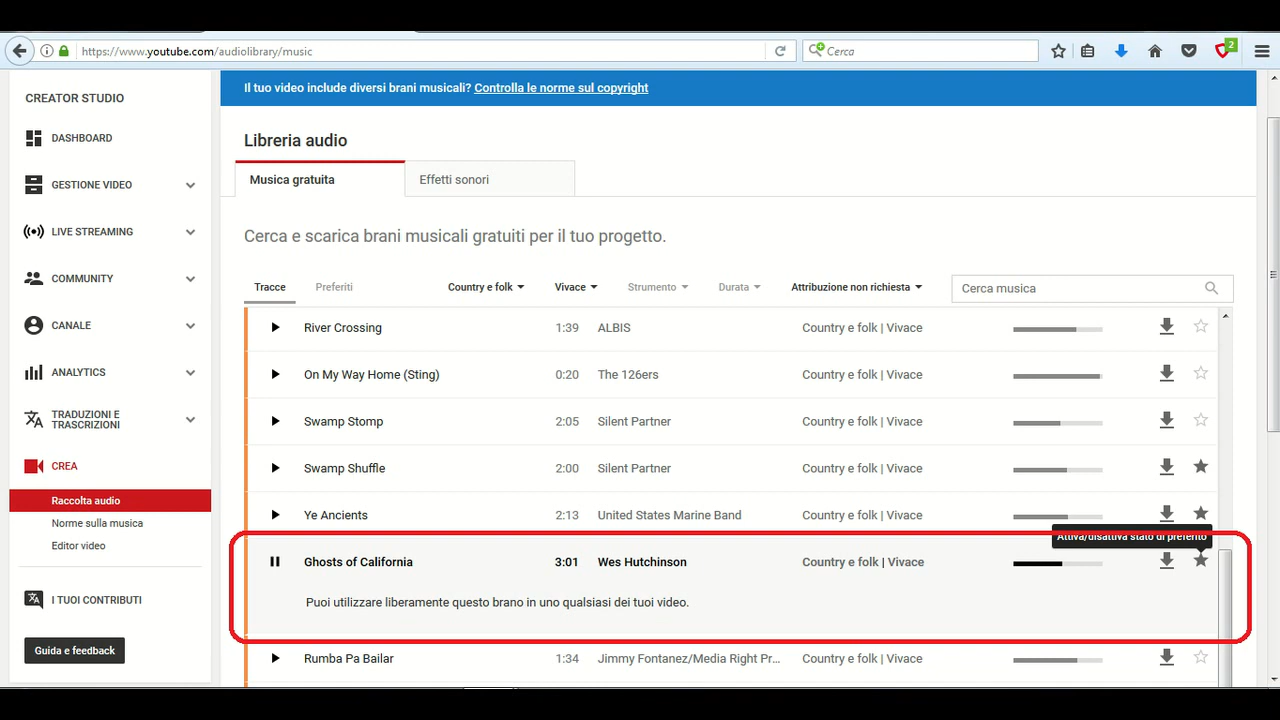 https://www.youtube.com/audiolibrary/music
Cerca
2
CREATOR STUDIO
DASHBOARD
GESTIONE VIDEO
LIVE STREAMING
COMMUNITY
CANALE
ANALYTICS
TRADUZIONI E
TRASCRIZIONI
CREA
Raccolta audio
Norme sulla musica
Editor video
I TUOI CONTRIBUTI
Guida e feedback
Il tuo video include diversi brani musicali? Controlla le norme sul copyright
Libreria audio
Musica gratuita Effetti sonori
Cerca e scarica brani musicali gratuiti per il tuo progetto.
Tracce Preferiti Country e folk Vivace Strumento Durata Attribuzione non richiesta Cerca musica
River Crossing 1:39 ALBIS Country e folk | Vivace
On My Way Home (Sting) 0:20 The 126ers Country e folk | Vivace
Swamp Stomp 2:05 Silent Partner Country e folk | Vivace
Swamp Shuffle 2:00 Silent Partner Country e folk | Vivace
Ye Ancients 2:13 United States Marine Band Country e folk | Vivace
Attiva/disattiva stato di preferito
Ghosts of California 3:01 Wes Hutchinson Country e folk | Vivace
Puoi utilizzare liberamente questo brano in uno qualsiasi dei tuoi video.
Rumba Pa Bailar 1:34 Jimmy Fontanez/Media Right Pr... Country e folk | Vivace